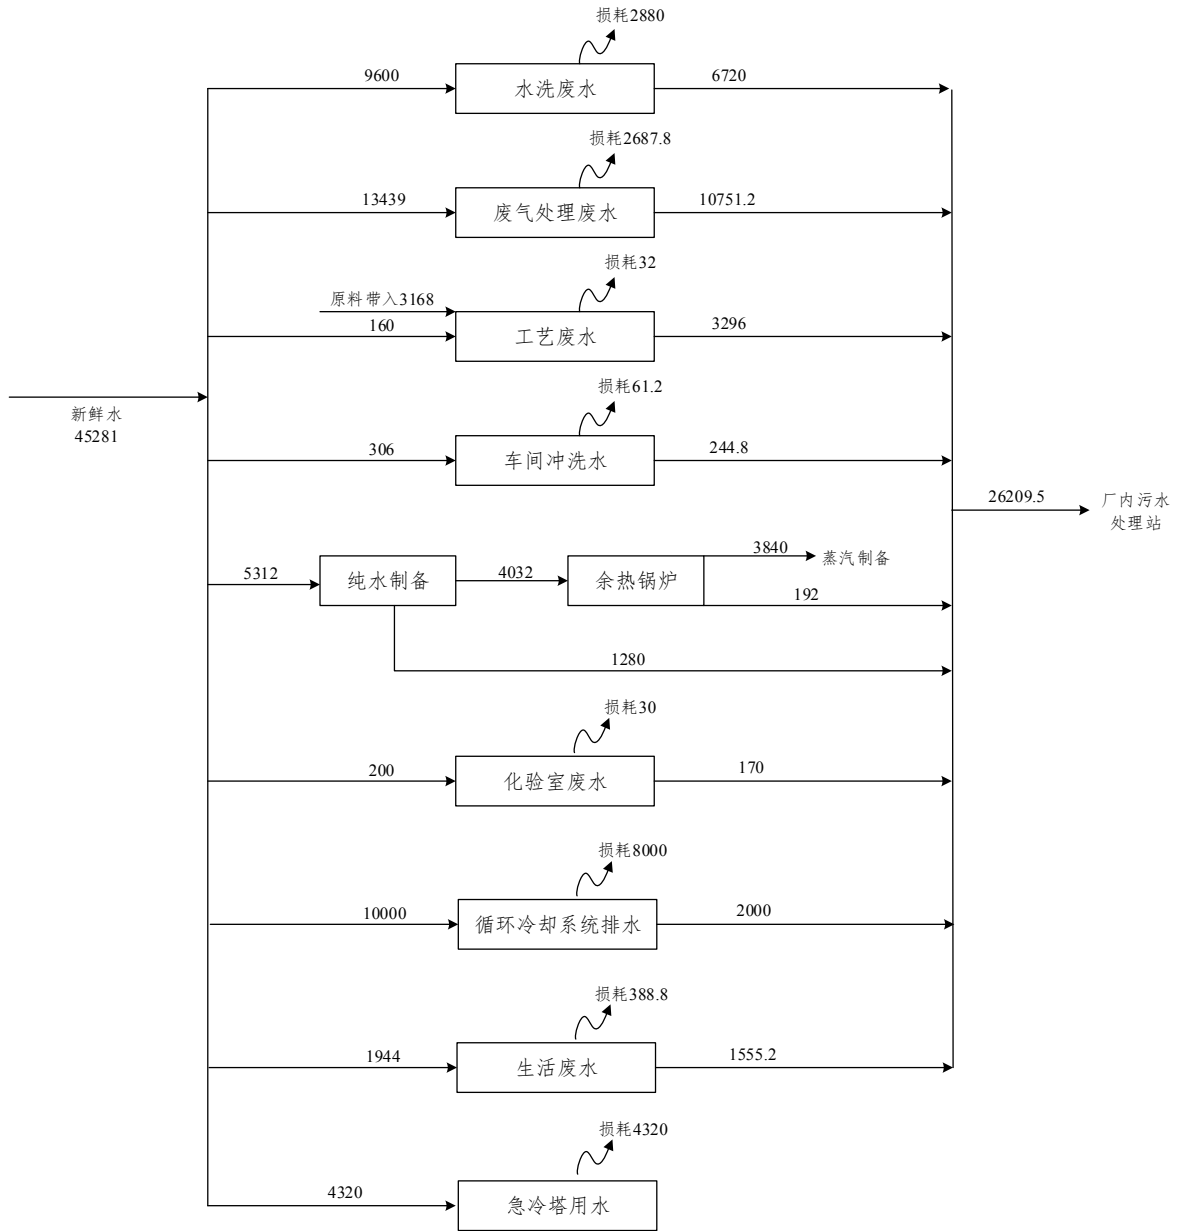 损耗2880
9600
水洗废水
6720
损耗2687.8
13439
废气处理废水
10751.2
损耗32
原料带入3168
160
工艺废水
3296
新鲜水
45281
损耗61.2
306
车间冲洗水
244.8
26209.5
厂内污水
处理站
5312
纯水制备
4032
余热锅炉
3840
蒸汽制备
192
1280
损耗30
200
化验室废水
170
损耗8000
10000
循环冷却系统排水
2000
损耗388.8
1944
生活废水
1555.2
损耗4320
4320
急冷塔用水